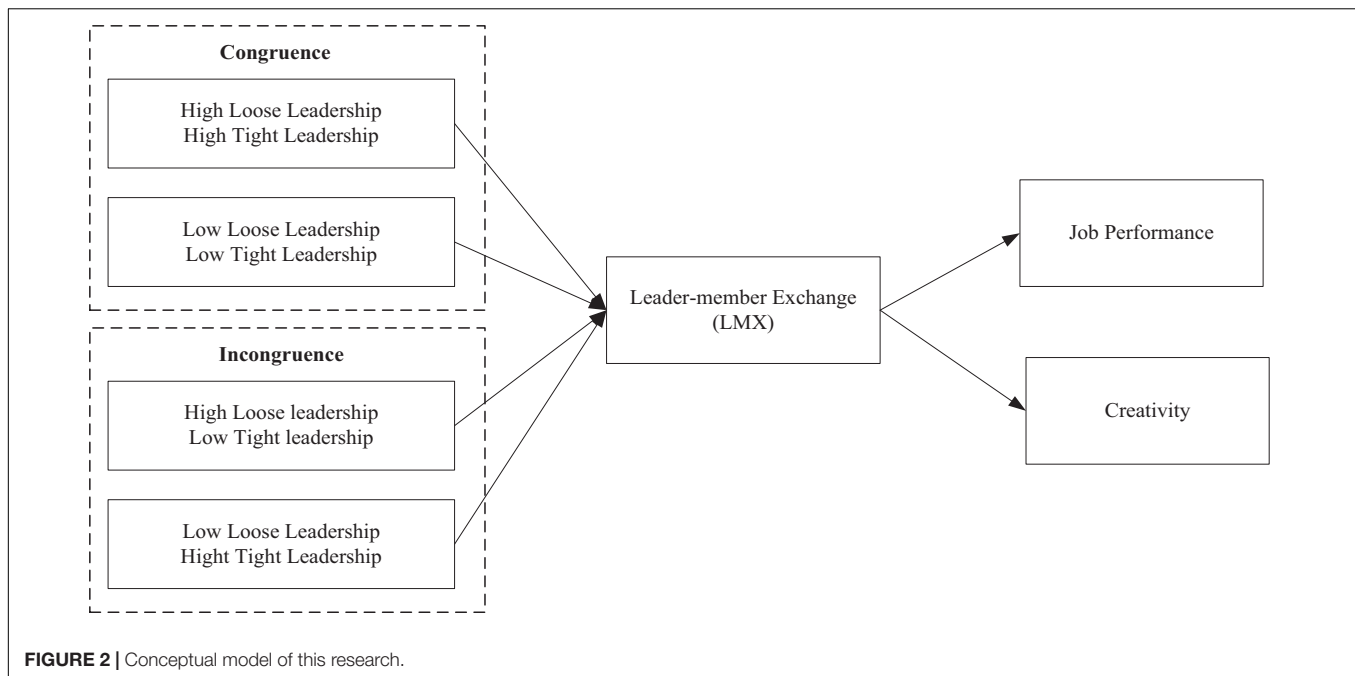 Congruence
High Loose Leadership
High Tight Leadership
Low Loose Leadership
Low Tight Leadership
Incongruence
High Loose leadership
Low Tight leadership
Low Loose Leadership
Hight Tight Leadership
Leader-member Exchange
(LMX)
Job Performance
Creativity
FIGURE 2 | Conceptual model of this research.